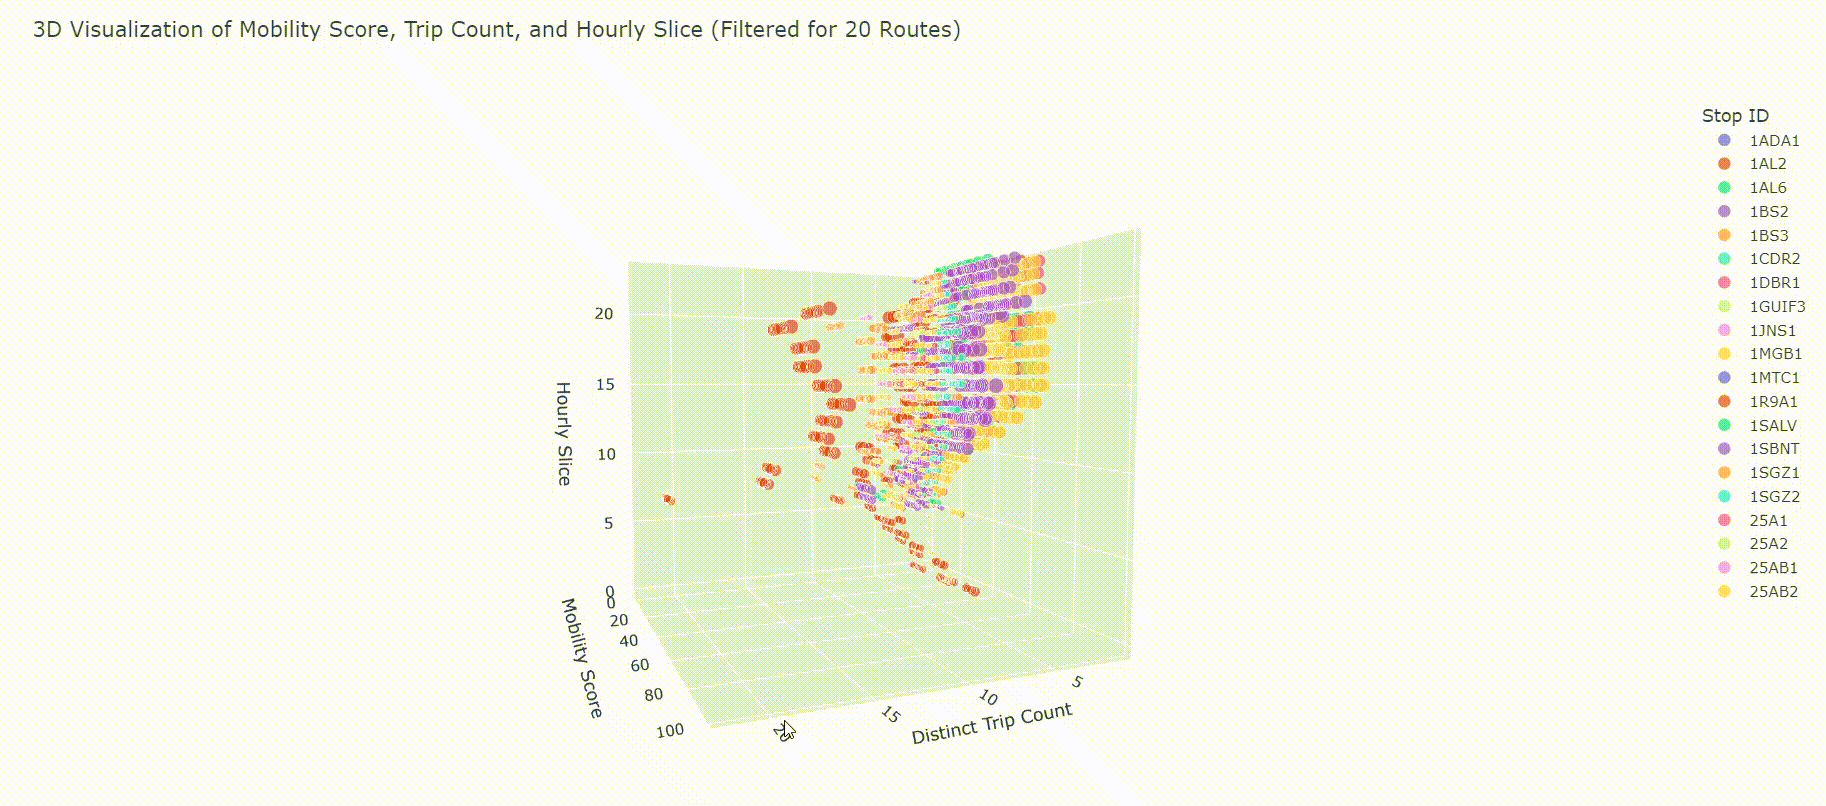 3D Visualization of Mobility Score, Trip Count, and Hourly Slice (Filtered for 20 Routes)
Stop ID
1ADA1
1AL2
1AL6
1BS2
1BS3
1CDR2
1DBR1
1GUIF3
1JNS1
1MGB1
1MTC1
1R9A1
1SALV
1SBNT
1SGZ1
1SGZ2
25A1
25A2
25AB1
25AB2
20
15
10
5
0
Hourly Slice
0
20
40
60
80
100
Mobility Score
20
15
10
5
Distinct Trip Count